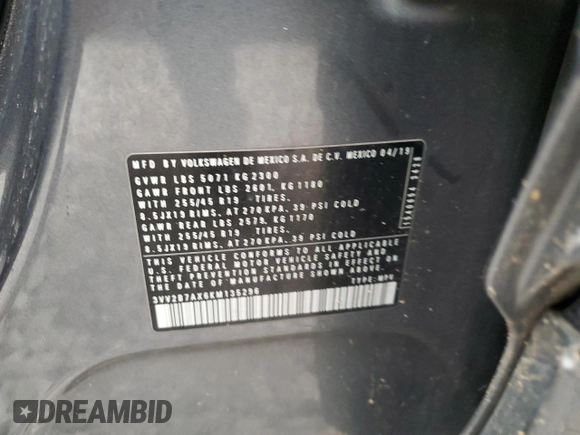 MFD BY VOLKSWAGEN DE MEXICO S.A. DE C.V. MEXICO 04/19
GVWR LBS 5071 KG 2300
GAWR FRONT LBS 2601, KG 1180
WITH 255/45 R19 TIRES.
8.5JX19 RIMS, AT 270 KPA, 39 PSI COLD
GAWR REAR LBS 2579 KG 1170
WITH 255/45 R19 TIRES.
8.5JX19 RIMS, AT 270 KPA, 39 PSI COLD
THIS VEHICLE CONFORMS TO ALL APPLICABLE
U.S. FEDERAL MOTOR VEHICLE SAFETY AND
THEFT PREVENTION STANDARDS IN EFFECT ON
THE DATE OF MANUFACTURE SHOWN ABOVE.
TYPE: MPV
3VV2B7AX6KM135296
DREAMBID